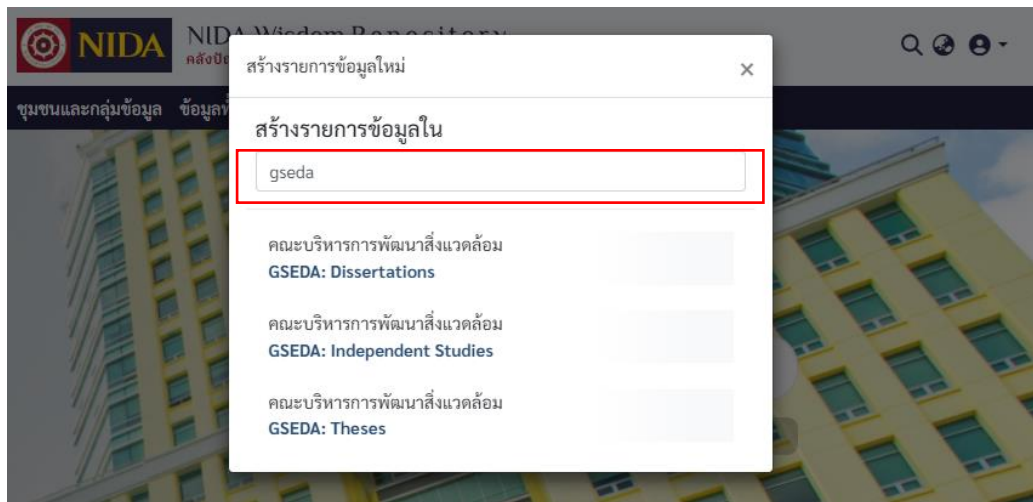 NIDA
NIDA Wisdom Repository
สร้างรายการข้อมูลใหม่
×
ชุมชนและกลุ่มข้อมูล
สร้างรายการข้อมูลใน
gseda
คณะบริหารการพัฒนาสิ่งแวดล้อม
GSEDA: Dissertations
คณะบริหารการพัฒนาสิ่งแวดล้อม
GSEDA: Independent Studies
คณะบริหารการพัฒนาสิ่งแวดล้อม
GSEDA: Theses